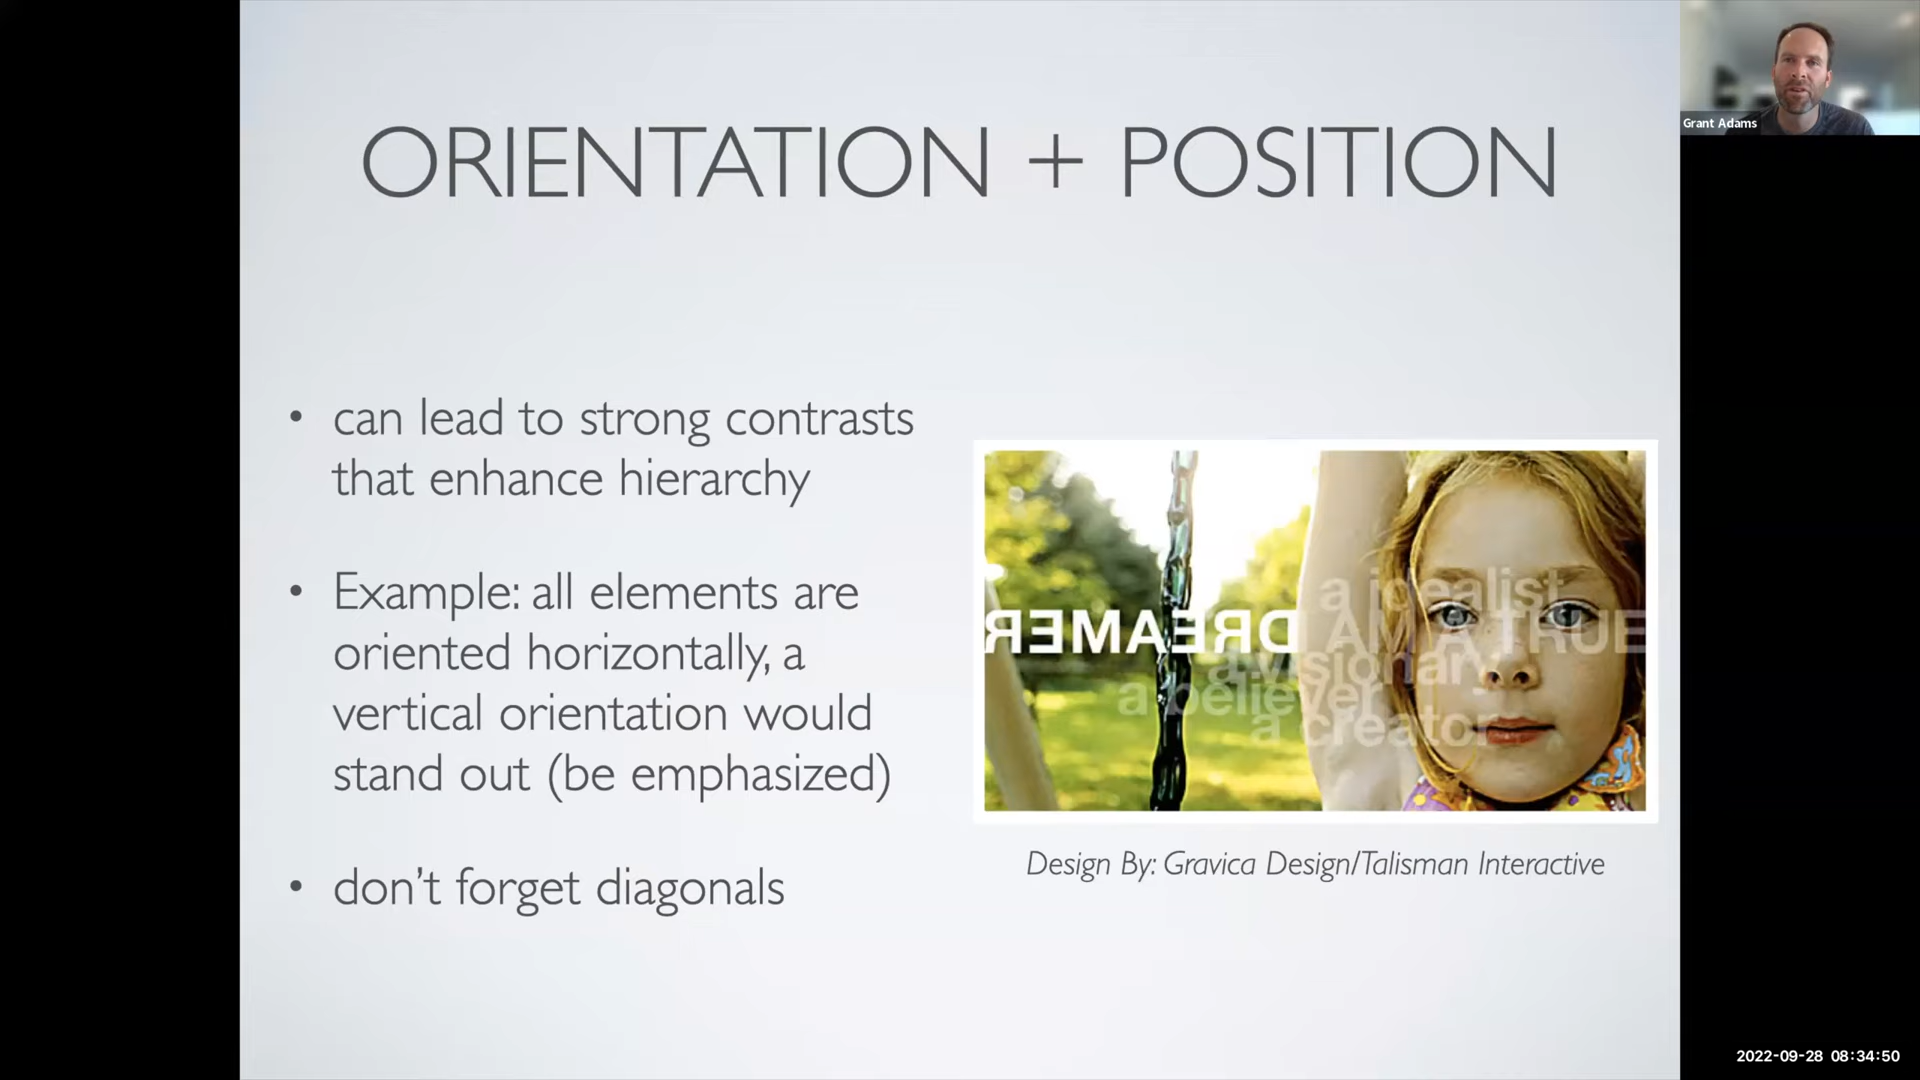 ORIENTATION + POSITION
Grant Adams
• can lead to strong contrasts
that enhance hierarchy
• Example: all elements are
oriented horizontally, a
vertical orientation would
stand out (be emphasized)
• don't forget diagonals
a idealist
DREAMER AM A TRUE
a visionary
a believer
a creator
Design By: Gravica Design/Talisman Interactive
2022-09-28 08:34:50